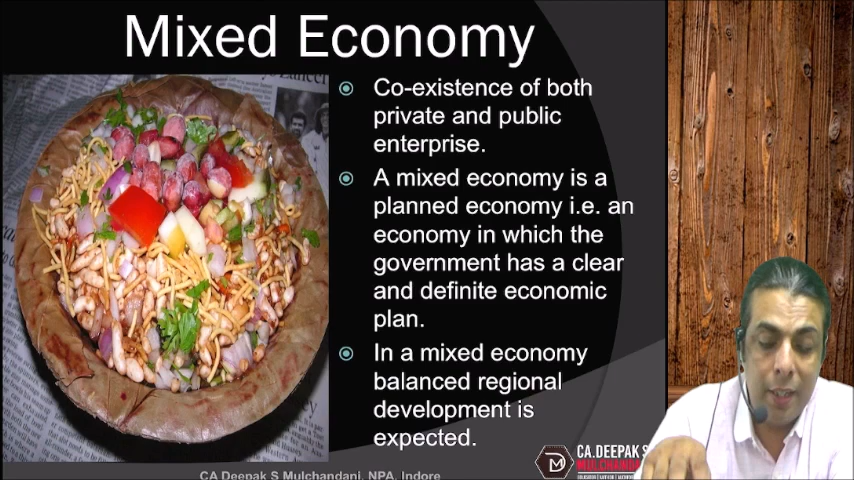 Mixed Economy
Co-existence of both
private and public
enterprise.
A mixed economy is a
planned economy i.e. an
economy in which the
government has a clear
and definite economic
plan.
In a mixed economy
balanced regional
development is
expected.
CA.DEEPAK S
MULCHANDANI
CA Deepak S Mulchandani, NPA, Indore